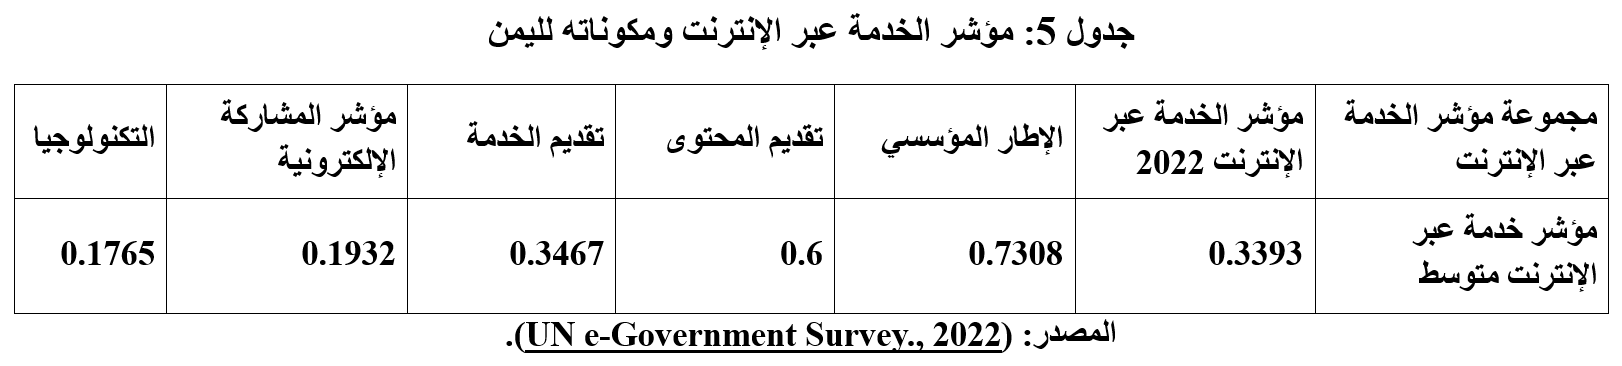 جدول 5: مؤشر الخدمة عبر الإنترنت ومكوناته لليمن
مجموعة مؤشر الخدمة
عبر الإنترنت
مؤشر الخدمة عبر
الإنترنت 2022
الإطار المؤسسي
تقديم المحتوى
تقديم الخدمة
مؤشر المشاركة
الإلكترونية
التكنولوجيا
مؤشر خدمة عبر
الإنترنت متوسط
0.3393
0.7308
0.6
0.3467
0.1932
0.1765
المصدر: (UN e-Government Survey., 2022).